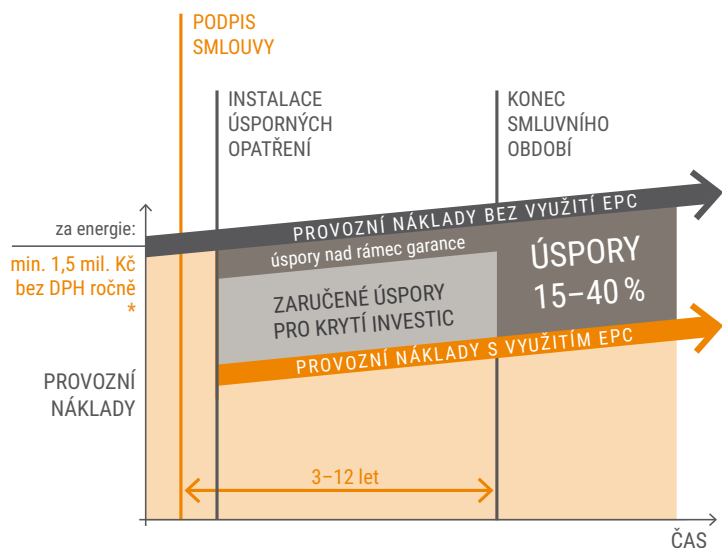 PODPIS
SMLOUVY
INSTALACE
ÚSPORNÝCH
OPATŘENÍ
KONEC
SMLUVNÍHO
OBDOBÍ
PROVOZNÍ NÁKLADY BEZ VYUŽITÍ EPC
za energie:
min. 1,5 mil. Kč
bez DPH ročně
*
úspory nad rámec garance
ÚSPORY
15–40 %
ZARUČENÉ ÚSPORY
PRO KRYTÍ INVESTIC
PROVOZNÍ NÁKLADY S VYUŽITÍM EPC
PROVOZNÍ
NÁKLADY
3–12 let
ČAS